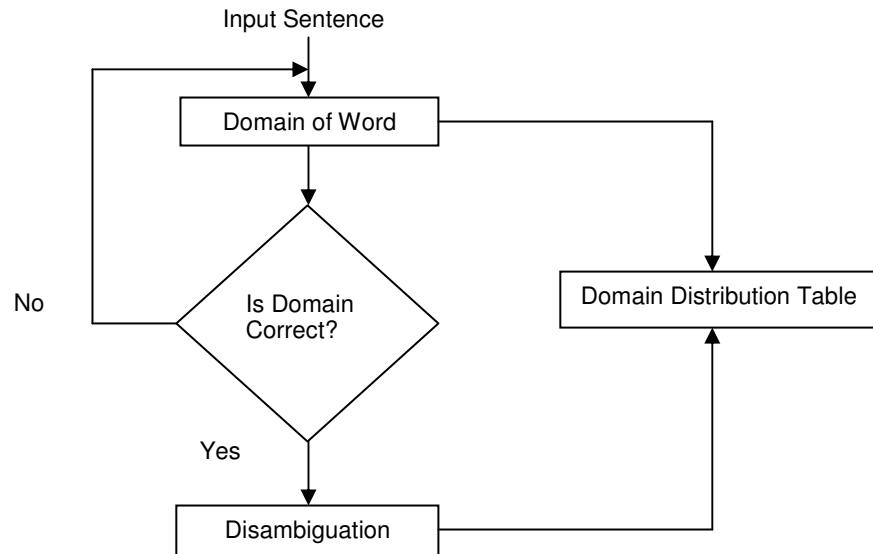 Input Sentence
Domain of Word
Is Domain
Correct?
No
Domain Distribution Table
Yes
Disambiguation